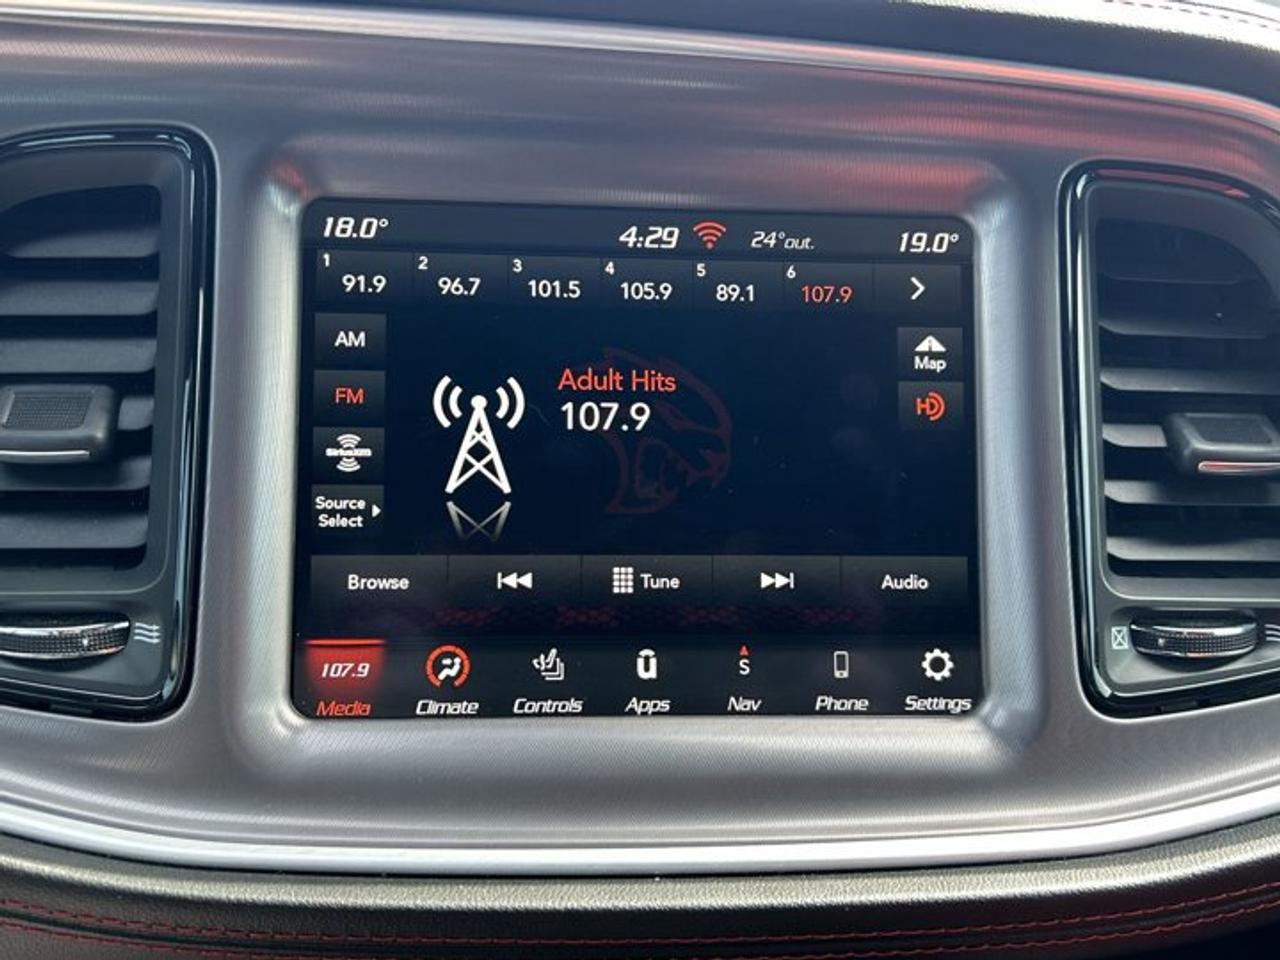 18.0° 4:29 24°out. 19.0°
1 91.9 2 96.7 3 101.5 4 105.9 5 89.1 6 107.9
AM
Map
Adult Hits
FM
HD
107.9
SiriusXM
Source
Select
Browse Tune Audio
107.9 S
Media Climate Controls Apps Nav Phone Settings